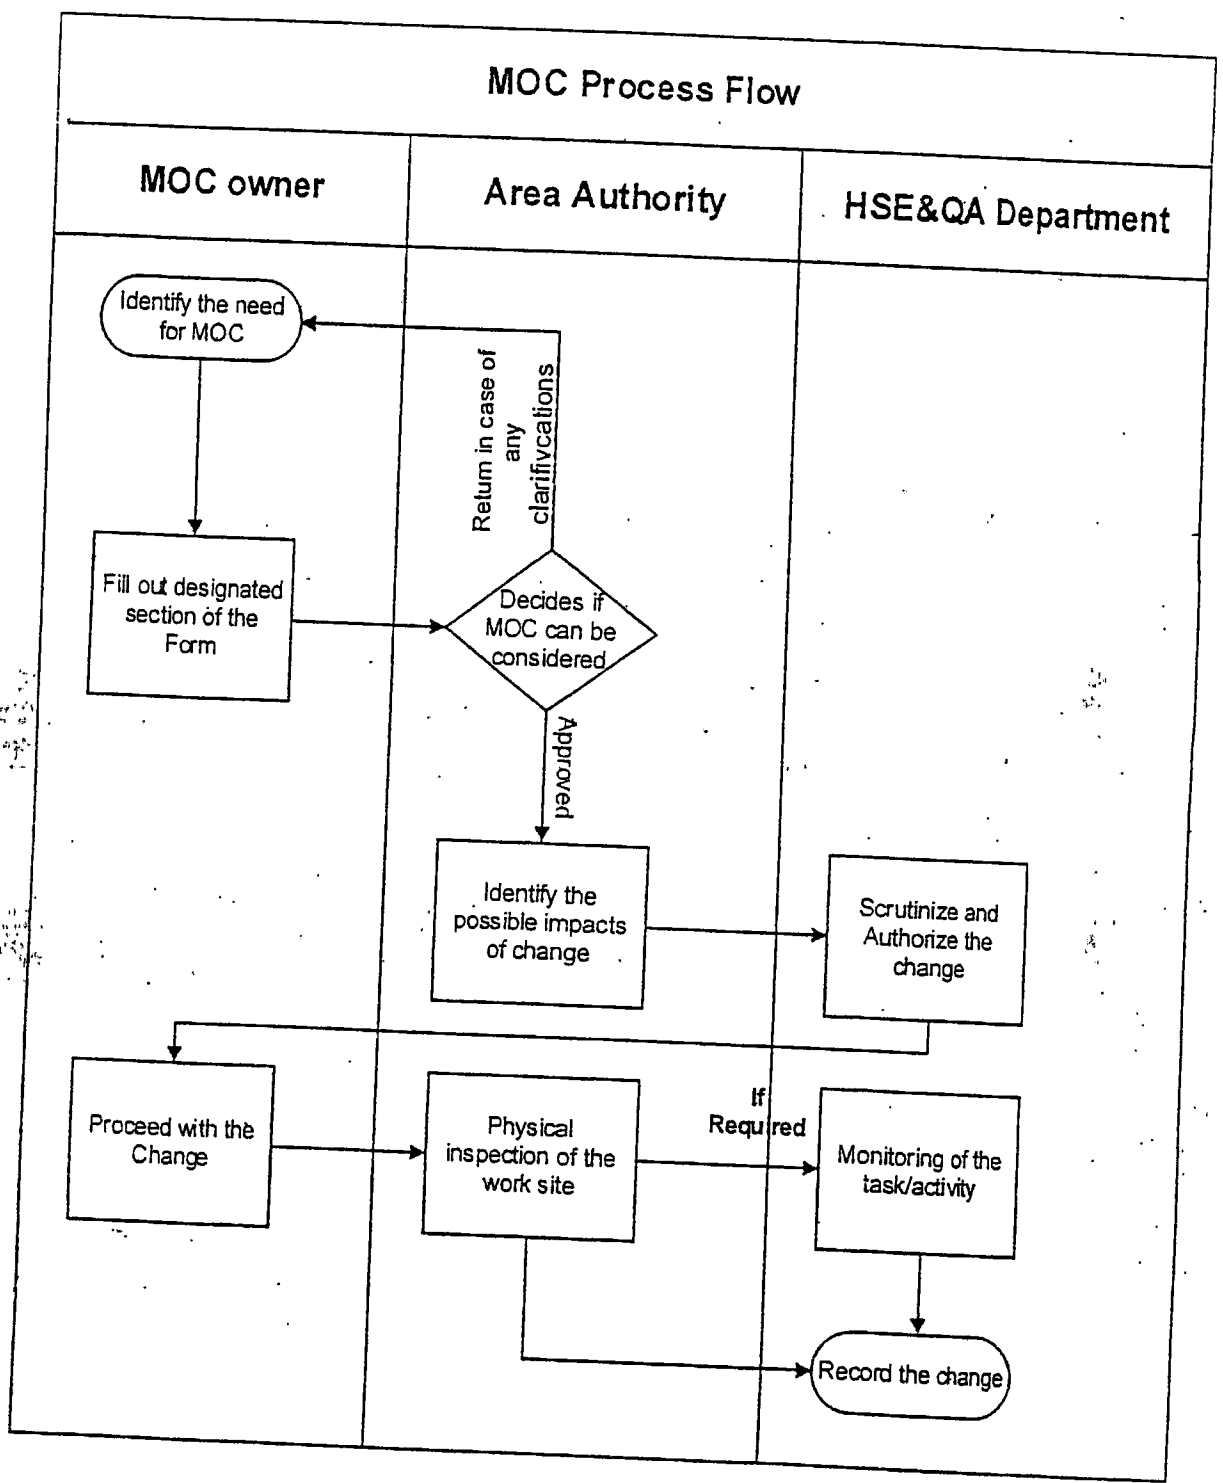 MOC Process Flow
MOC owner
Area Authority
HSE&QA Department
Identify the need
for MOC
Return in case of
any
clarifivcations
Fill out designated
section of the
Form
Decides if
MOC can be
considered
Approved
Identify the
possible impacts
of change
Scrutinize and
Authorize the
change
Proceed with the
Change
Physical
inspection of the
work site
If
Required
Monitoring of the
task/activity
Record the change